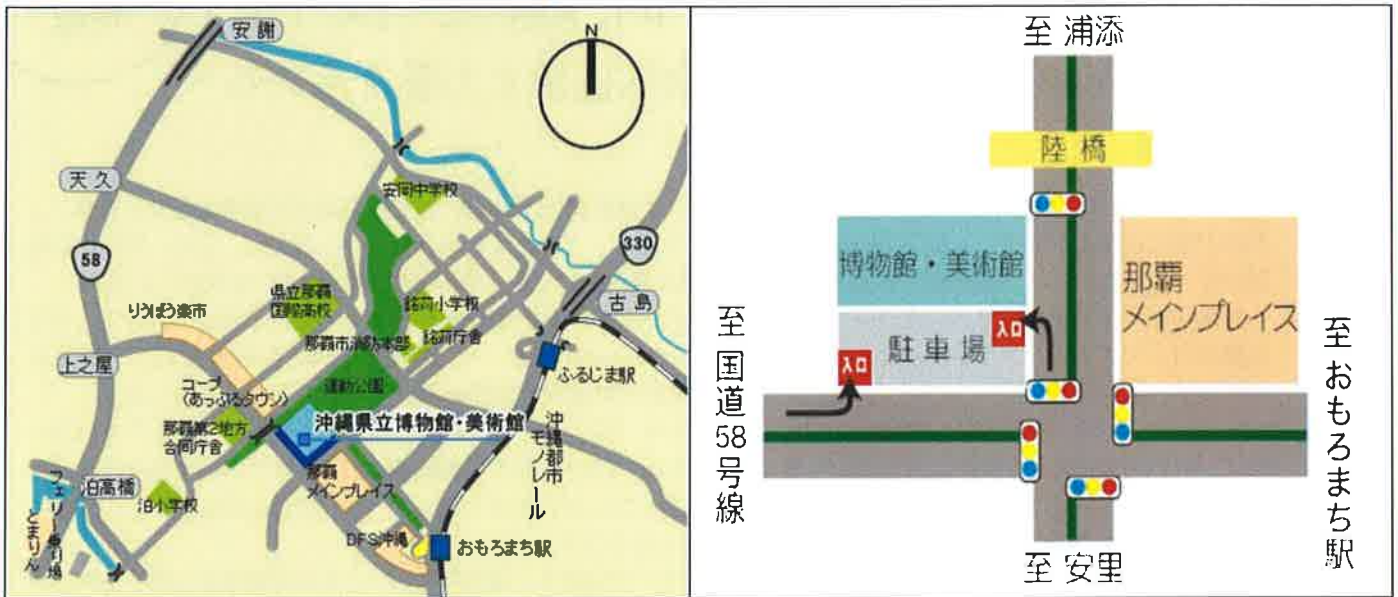 安謝
N
天久
安岡中学校
58
330
県立那覇
国際高校
銘苅小学校
古島
りうぼう楽市
那覇市消防本部
銘苅庁舎
上之屋
ふるじま駅
コープ
(あっぷるタウン)
運動公園
沖縄県立博物館・美術館
那覇第2地方
合同庁舎
沖縄都市
モノレール
那覇
メインプレイス
泊高橋
泊小学校
フェリー乗り場
とまりん
DFS沖縄
おもろまち駅
至 浦添
陸橋
博物館・美術館
那覇
メインプレイス
駐車場
入口
入口
至 国道58号線
至 おもろまち駅
至 安里